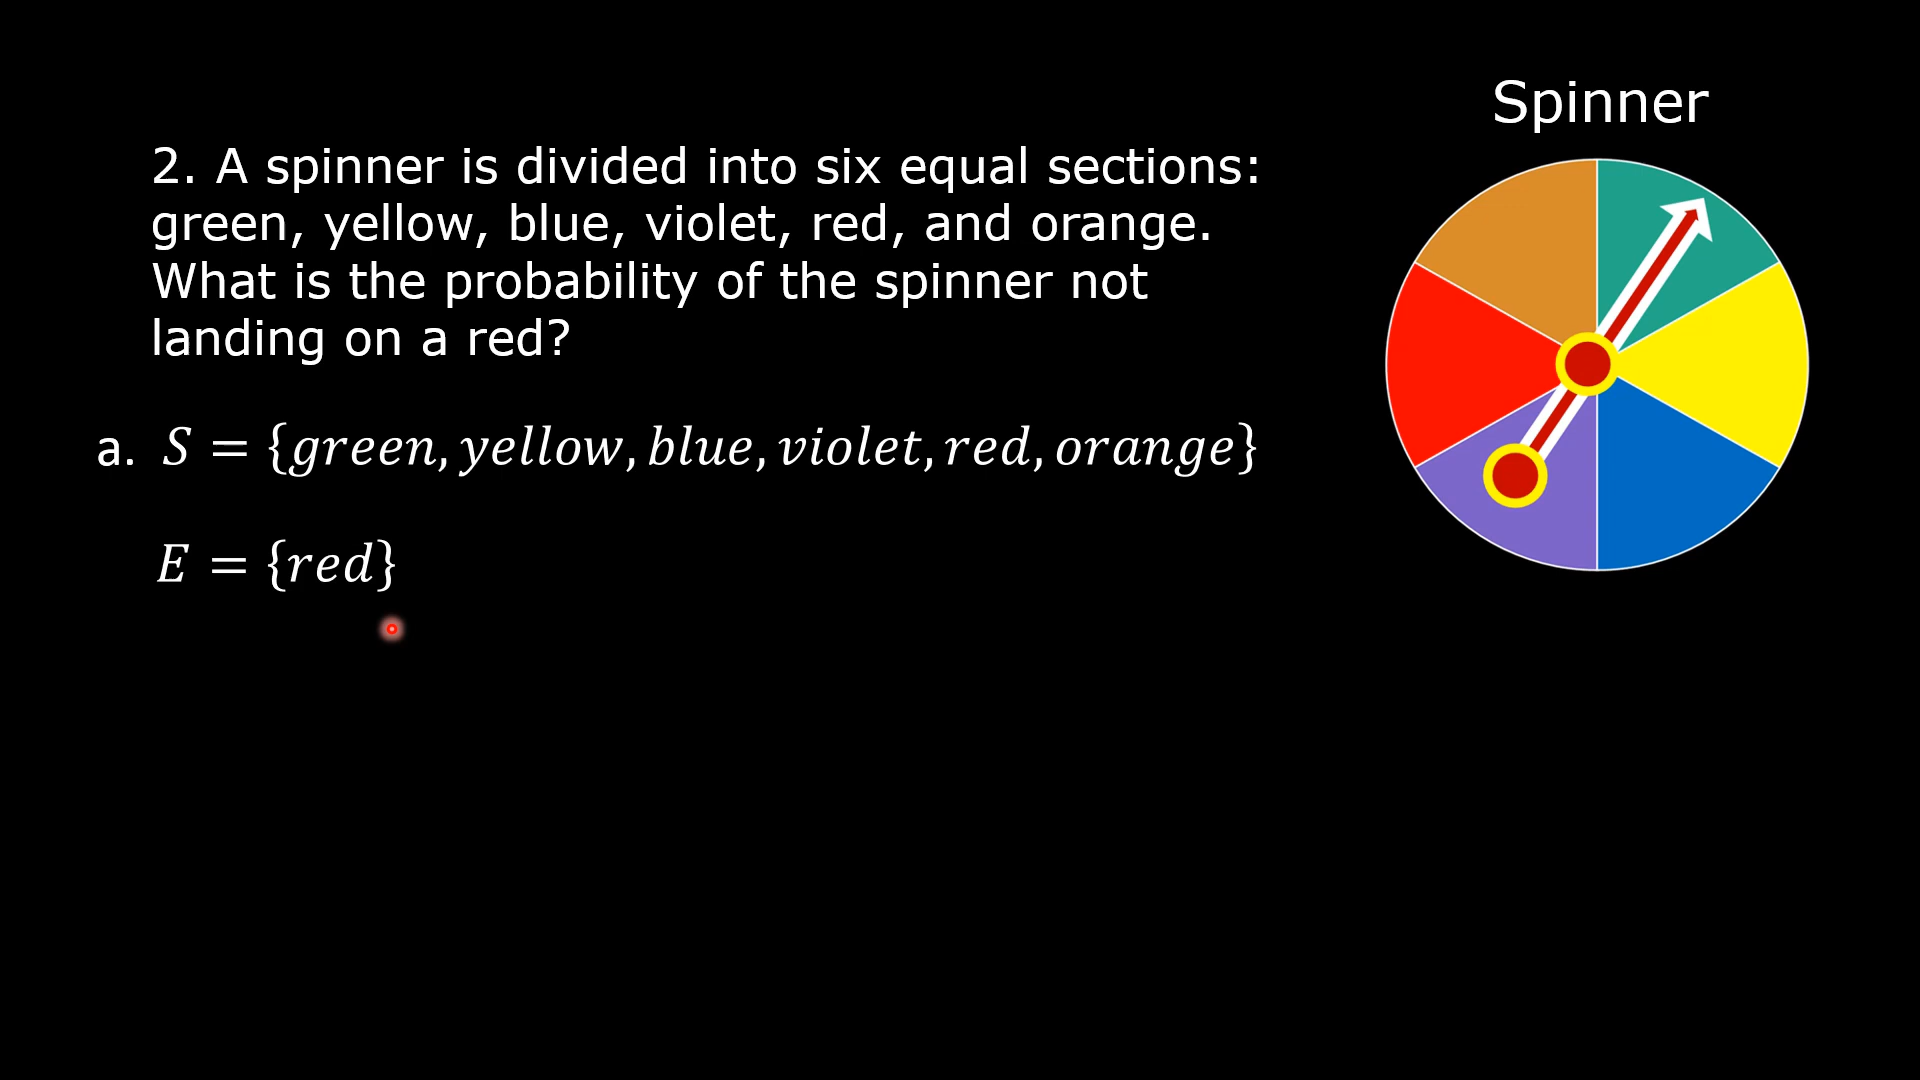 Spinner
2. A spinner is divided into six equal sections:
green, yellow, blue, violet, red, and orange.
What is the probability of the spinner not
landing on a red?
a. S = {green, yellow, blue, violet, red, orange}
E = {red}